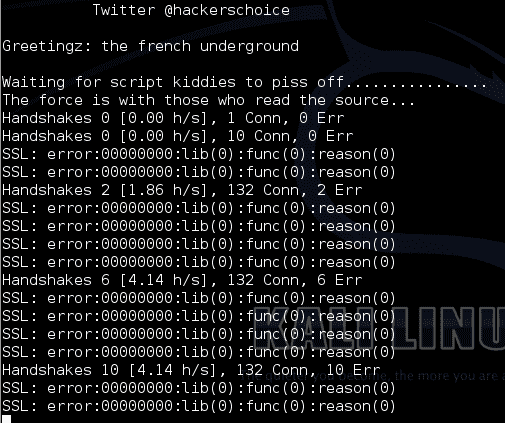 Twitter @hackerschoice
Greetingz: the french underground
Waiting for script kiddies to piss off................
The force is with those who read the source...
Handshakes 0 [0.00 h/s], 1 Conn, 0 Err
Handshakes 0 [0.00 h/s], 10 Conn, 0 Err
SSL: error:00000000:lib(0):func(0):reason(0)
SSL: error:00000000:lib(0):func(0):reason(0)
Handshakes 2 [1.86 h/s], 132 Conn, 2 Err
SSL: error:00000000:lib(0):func(0):reason(0)
SSL: error:00000000:lib(0):func(0):reason(0)
SSL: error:00000000:lib(0):func(0):reason(0)
SSL: error:00000000:lib(0):func(0):reason(0)
Handshakes 6 [4.14 h/s], 132 Conn, 6 Err
SSL: error:00000000:lib(0):func(0):reason(0)
SSL: error:00000000:lib(0):func(0):reason(0)
KALI LINU
SSL: error:00000000:lib(0):func(0):reason(0)
SSL: error:00000000:lib(0):func(0):reason(0)
Handshakes 10 [4.14 h/s], 132 Conn, 10 Err
the more you are a
SSL: error:00000000:lib(0):func(0):reason(0)
SSL: error:00000000:lib(0):func(0):reason(0)